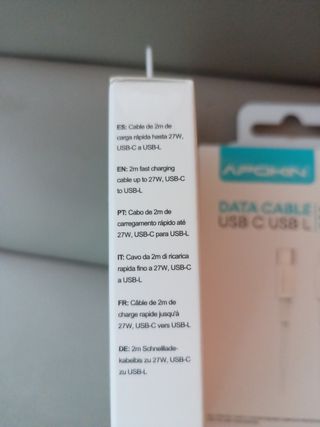 ES: Cable de 2m de
carga rápida hasta 27W,
USB-C a USB-L
EN: 2m fast charging
cable up to 27W, USB-C
to USB-L
PT: Cabo de 2m de
carregamento rápido até
27W, USB-C para USB-L
IT: Cavo da 2m di ricarica
rapida fino a 27W, USB-C
a USB-L
FR: Câble de 2m de
charge rapide jusqu'à
27W, USB-C vers USB-L
DE: 2m Schnelllade-
kabelbis zu 27W, USB-C
zu USB-L
APOKIN
DATA CABLE
USB-C USB-L